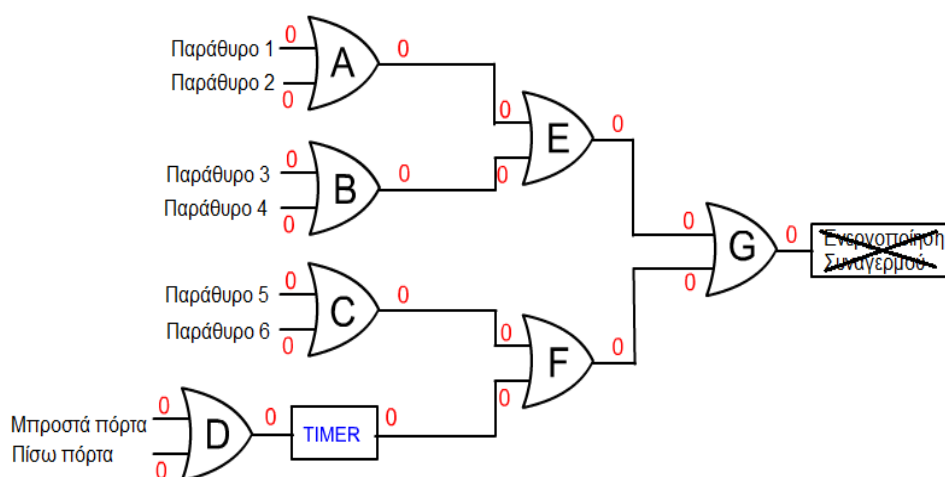 0
Παράθυρο 1
A
0
Παράθυρο 2
0
0
E
0
0
Παράθυρο 3
B
0
0
Παράθυρο 4
0
0
G
0
Ενεργοποίηση
Συναγερμού
0
0
Παράθυρο 5
C
0
Παράθυρο 6
0
0
F
0
0
0
Μπροστά πόρτα
D
0
TIMER
0
Πίσω πόρτα
0